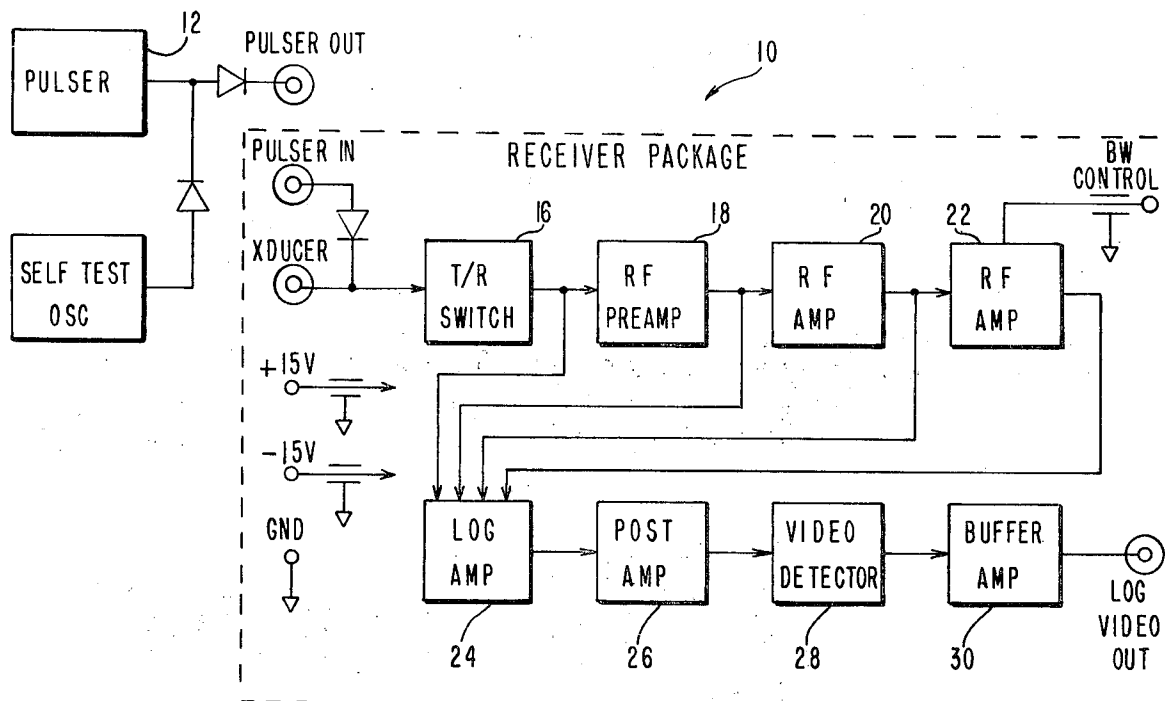 12
PULSER
PULSER OUT
10
SELF TEST
OSC
PULSER IN
RECEIVER PACKAGE
BW
CONTROL
XDUCER
16
T/R
SWITCH
18
RF
PREAMP
20
RF
AMP
22
RF
AMP
+15V
-15V
GND
LOG
AMP
24
POST
AMP
26
VIDEO
DETECTOR
28
BUFFER
AMP
30
LOG
VIDEO
OUT